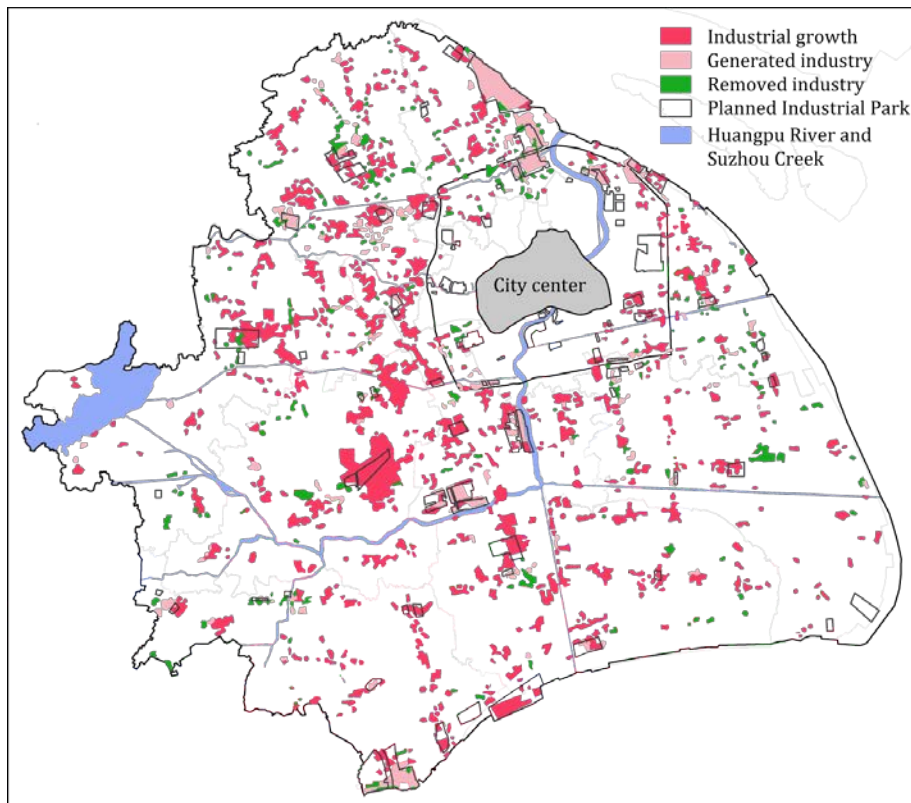 Industrial growth
Generated industry
Removed industry
Planned Industrial Park
Huangpu River and
Suzhou Creek
City center